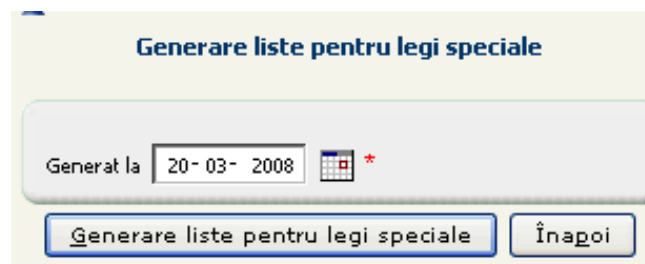 Generare liste pentru legi speciale
Generat la 20- 03- 2008 *
Generare liste pentru legi speciale Înapoi